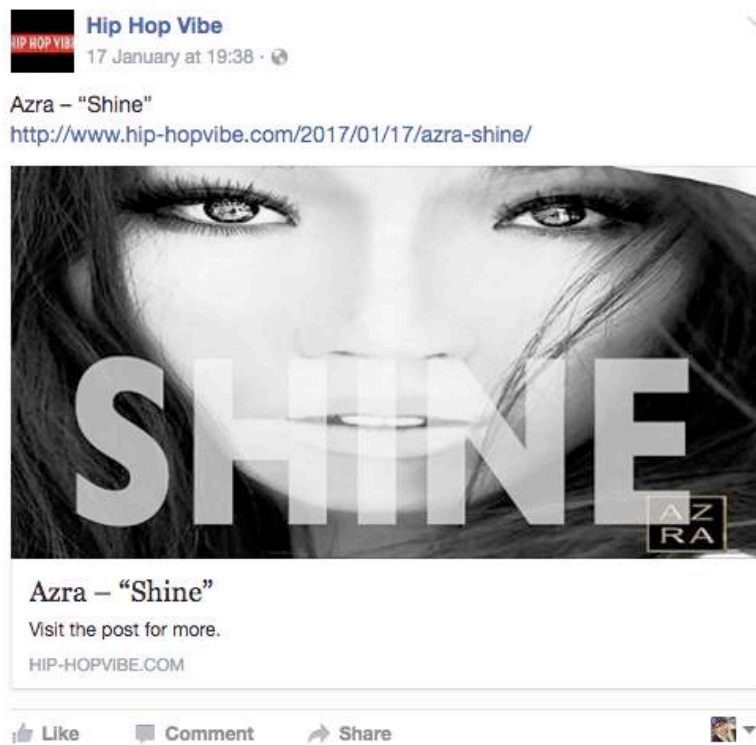 HIP HOP VIBE
Hip Hop Vibe
17 January at 19:38 ·
Azra – “Shine”
http://www.hip-hopvibe.com/2017/01/17/azra-shine/
SHINE
AZ
RA
Azra – “Shine”
Visit the post for more.
HIP-HOPVIBE.COM
Like Comment Share